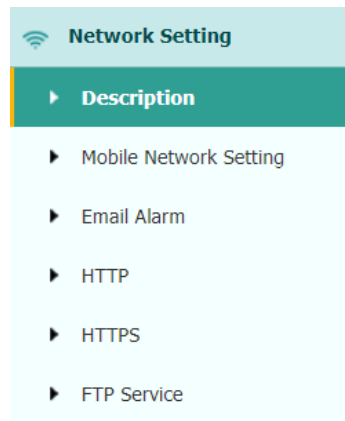 Network Setting
Description
Mobile Network Setting
Email Alarm
HTTP
HTTPS
FTP Service